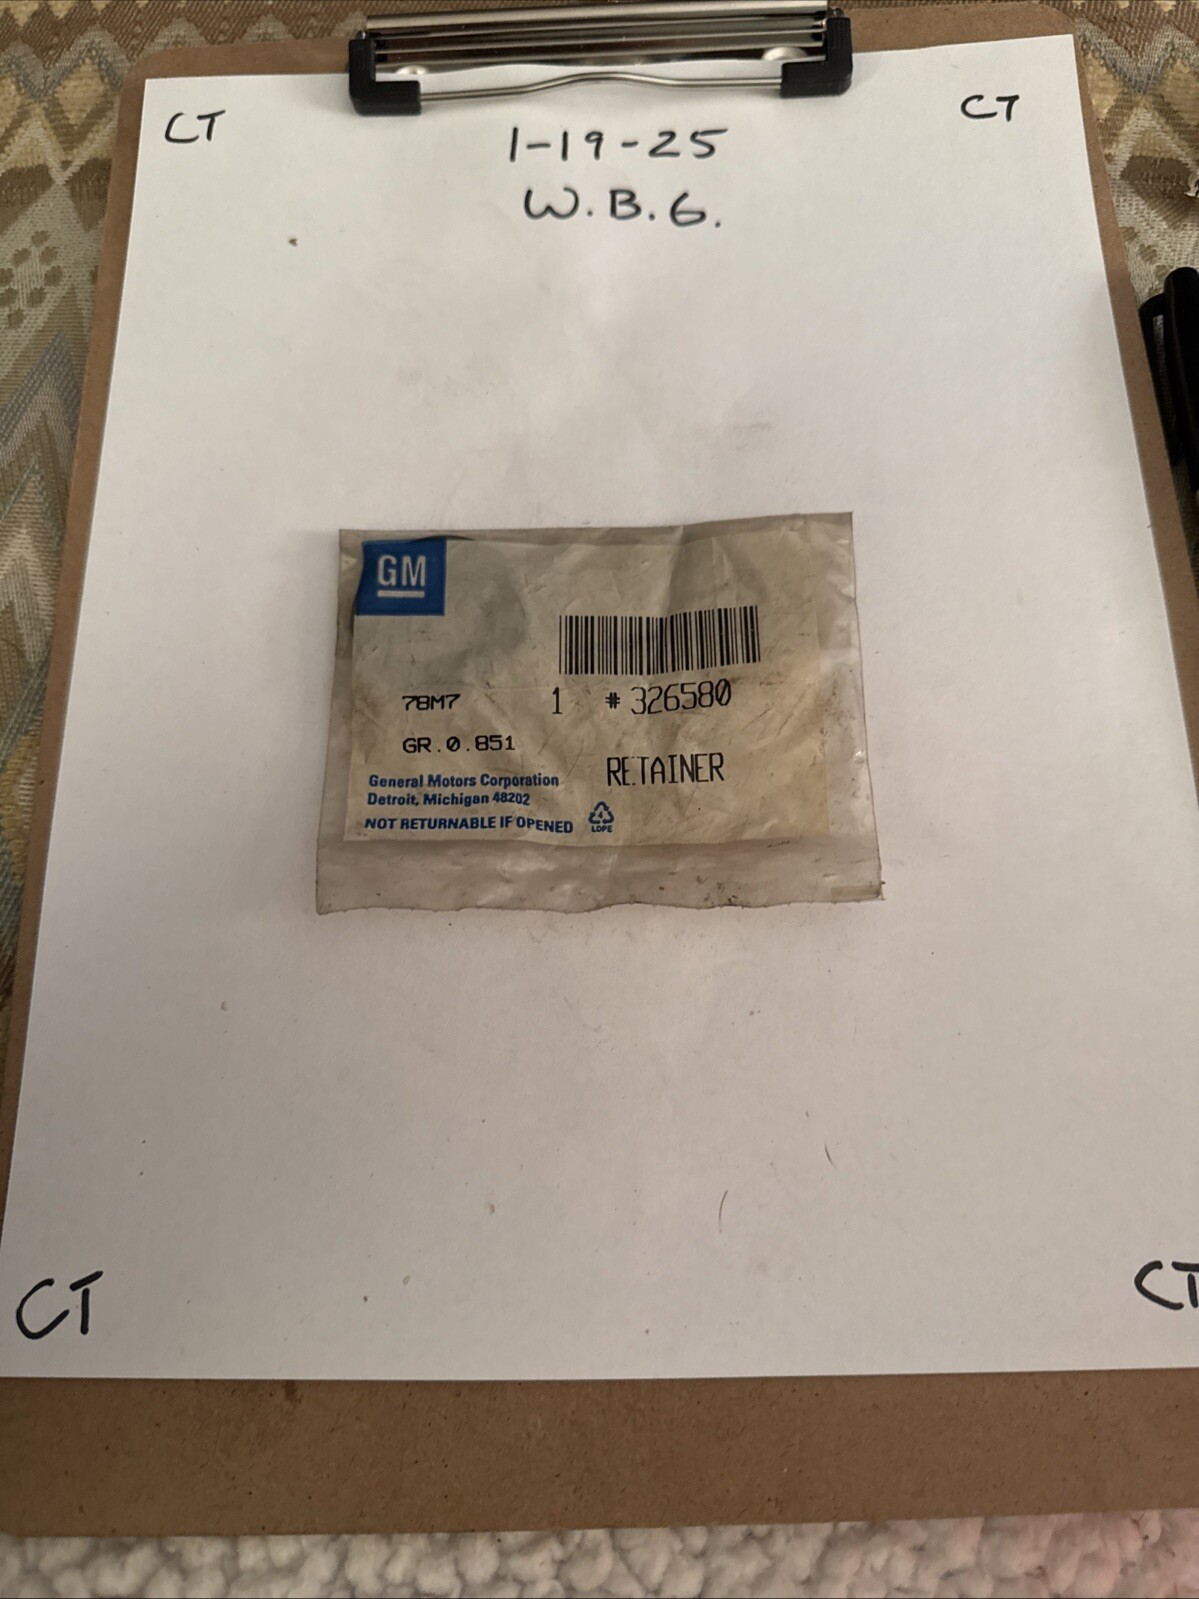 CT
CT
1-19-25
W.B.G.
GM
78M7
1 # 326580
GR.0.851
RETAINER
General Motors Corporation
Detroit, Michigan 48202
NOT RETURNABLE IF OPENED
4
LDPE
CT
CT